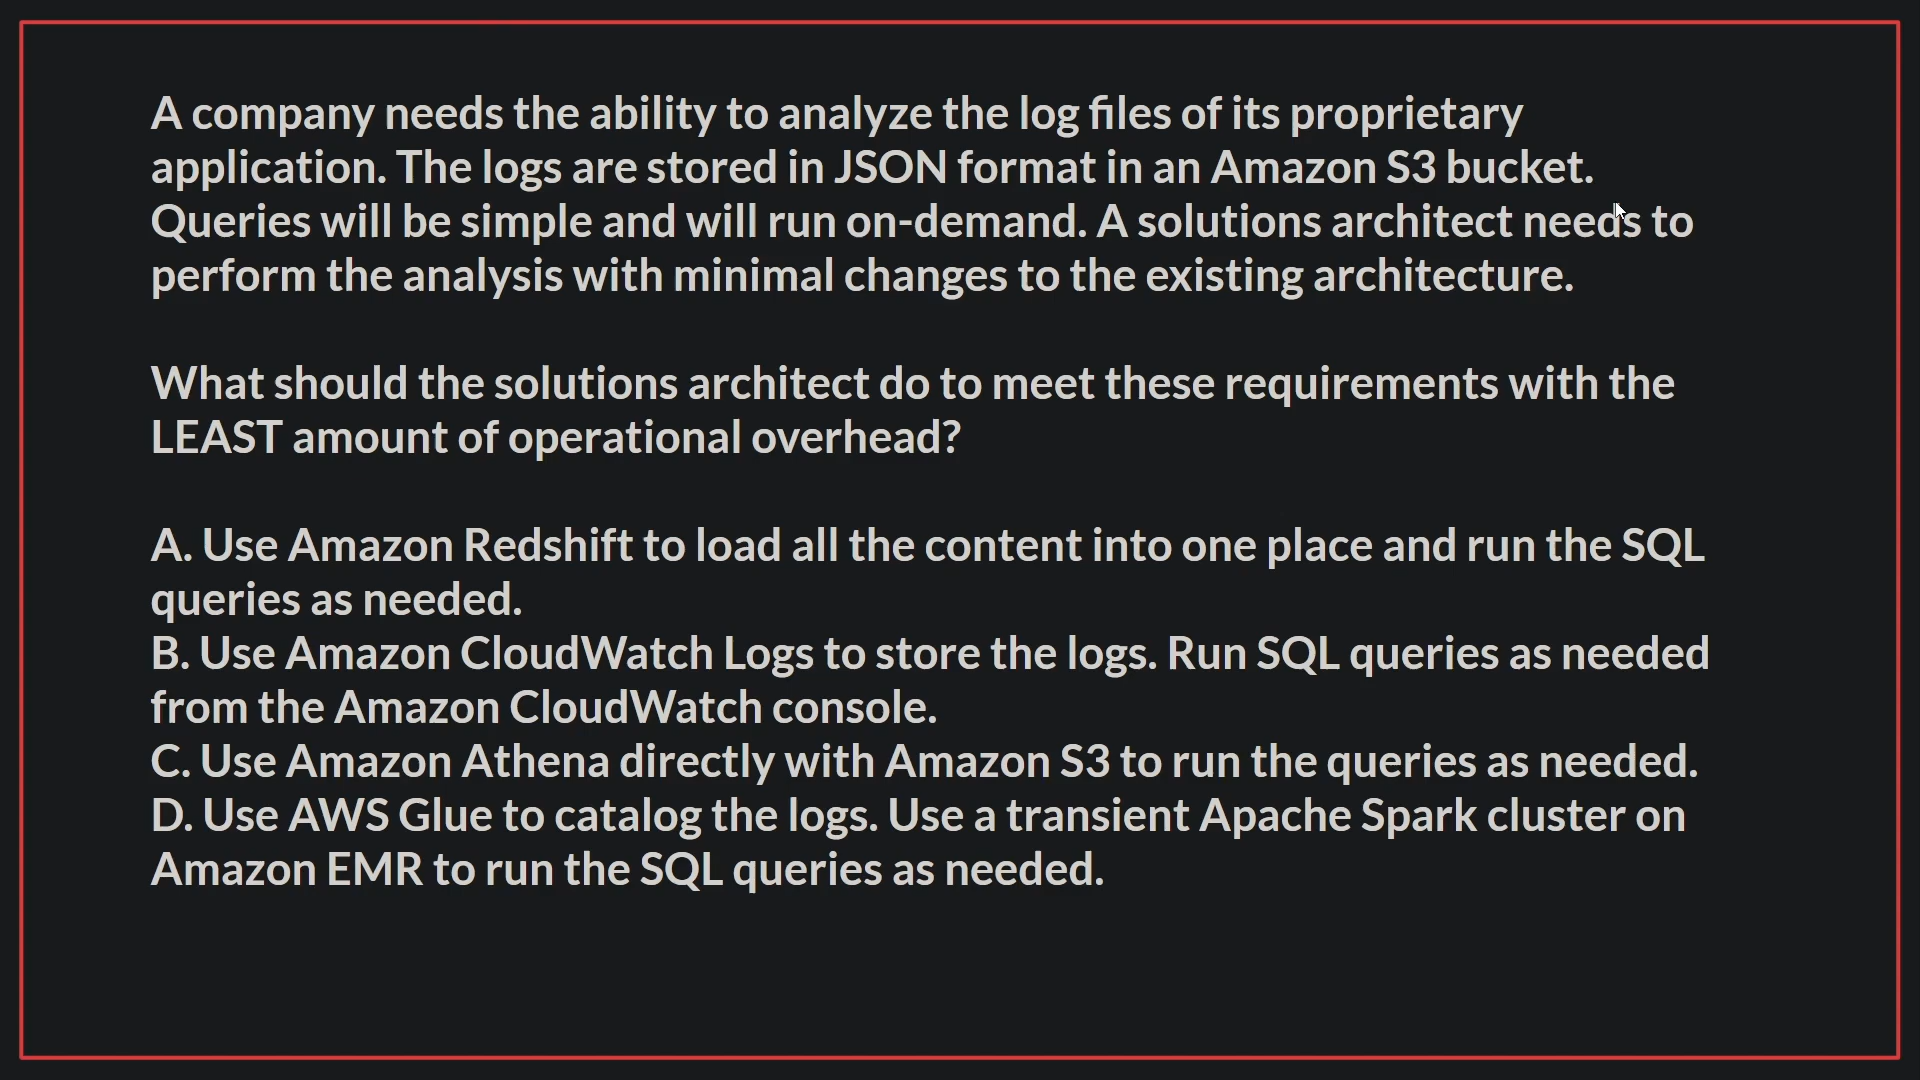 A company needs the ability to analyze the log files of its proprietary
application. The logs are stored in JSON format in an Amazon S3 bucket.
Queries will be simple and will run on-demand. A solutions architect needs to
perform the analysis with minimal changes to the existing architecture.
What should the solutions architect do to meet these requirements with the
LEAST amount of operational overhead?
A. Use Amazon Redshift to load all the content into one place and run the SQL
queries as needed.
B. Use Amazon CloudWatch Logs to store the logs. Run SQL queries as needed
from the Amazon CloudWatch console.
C. Use Amazon Athena directly with Amazon S3 to run the queries as needed.
D. Use AWS Glue to catalog the logs. Use a transient Apache Spark cluster on
Amazon EMR to run the SQL queries as needed.